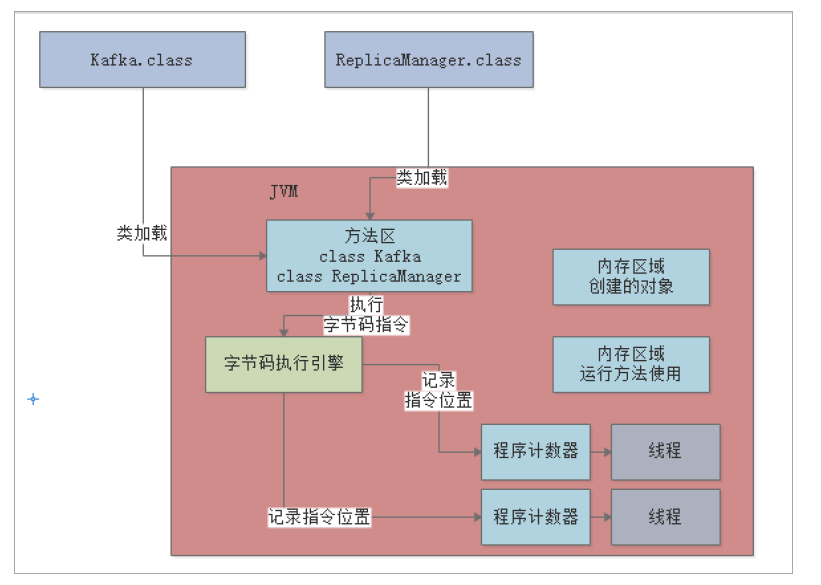 Kafka.class
ReplicaManager.class
JVM
类加载
类加载
方法区
class Kafka
class ReplicaManager
内存区域
创建的对象
执行
字节码指令
字节码执行引擎
内存区域
运行方法使用
记录
指令位置
程序计数器
线程
记录指令位置
程序计数器
线程